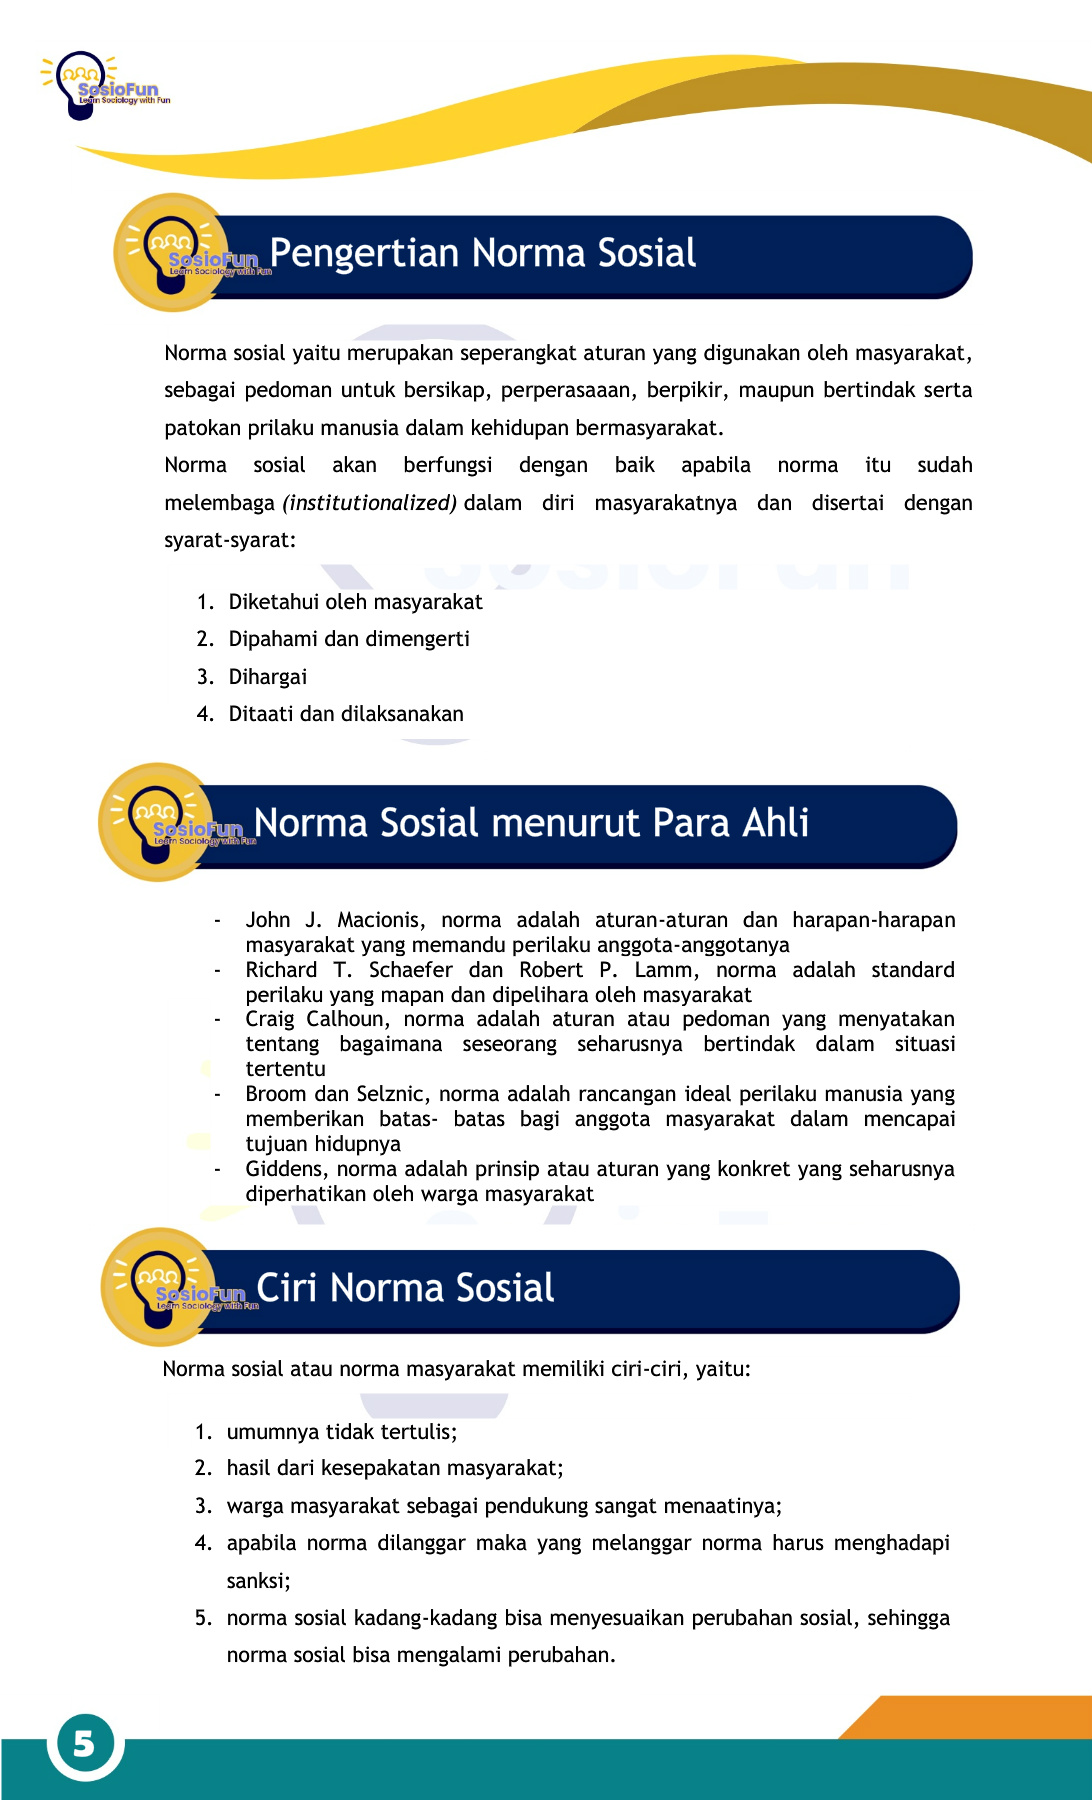 SosioFun
Learn Sociology with Fun
SosioFun
Learn Sociology with Fun
Pengertian Norma Sosial
Norma sosial yaitu merupakan seperangkat aturan yang digunakan oleh masyarakat,
sebagai pedoman untuk bersikap, perperasaaan, berpikir, maupun bertindak serta
patokan prilaku manusia dalam kehidupan bermasyarakat.
Norma sosial akan berfungsi dengan baik apabila norma itu sudah
melembaga (institutionalized) dalam diri masyarakatnya dan disertai dengan
syarat-syarat:
sosioFun
1. Diketahui oleh masyarakat
2. Dipahami dan dimengerti
3. Dihargai
4. Ditaati dan dilaksanakan
SosioFun
Learn Sociology with Fun
Norma Sosial menurut Para Ahli
- John J. Macionis, norma adalah aturan-aturan dan harapan-harapan
masyarakat yang memandu perilaku anggota-anggotanya
- Richard T. Schaefer dan Robert P. Lamm, norma adalah standard
perilaku yang mapan dan dipelihara oleh masyarakat
- Craig Calhoun, norma adalah aturan atau pedoman yang menyatakan
tentang bagaimana seseorang seharusnya bertindak dalam situasi
tertentu
- Broom dan Selznic, norma adalah rancangan ideal perilaku manusia yang
memberikan batas- batas bagi anggota masyarakat dalam mencapai
tujuan hidupnya
- Giddens, norma adalah prinsip atau aturan yang konkret yang seharusnya
diperhatikan oleh warga masyarakat
SosioFun
Learn Sociology with Fun
Ciri Norma Sosial
Norma sosial atau norma masyarakat memiliki ciri-ciri, yaitu:
1. umumnya tidak tertulis;
2. hasil dari kesepakatan masyarakat;
3. warga masyarakat sebagai pendukung sangat menaatinya;
4. apabila norma dilanggar maka yang melanggar norma harus menghadapi
sanksi;
5. norma sosial kadang-kadang bisa menyesuaikan perubahan sosial, sehingga
norma sosial bisa mengalami perubahan.
5